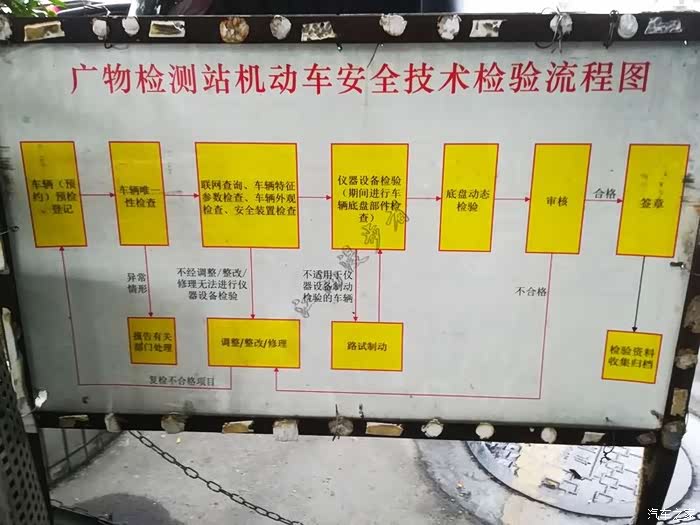 广物检测站机动车安全技术检验流程图
车辆（预
约）预检
、登记
车辆唯一
性检查
联网查询、车辆特征
参数检查、车辆外观
检查、安全装置检查
仪器设备检验
（期间进行车
辆底盘部件检
查）
底盘动态
检验
审核
合格
签章
异常
情形
不经调整/整改/
修理无法进行仪
器设备检验
不适用于仪
器设备制动
检验的车辆
不合格
报告有关
部门处理
调整/整改/修理
路试制动
检验资料
收集归档
复检不合格项目
汽车之家